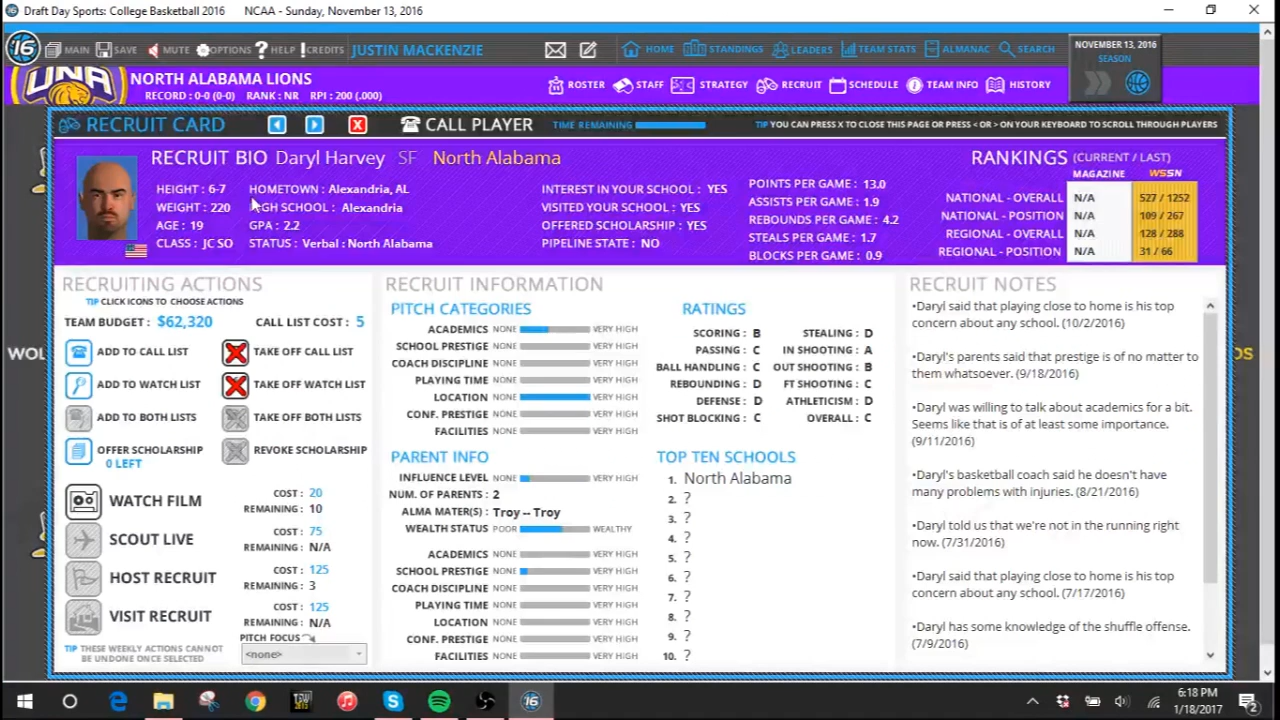 Draft Day Sports: College Basketball 2016 NCAA - Sunday, November 13, 2016
16 MAIN SAVE MUTE OPTIONS ? HELP ! CREDITS JUSTIN MACKENZIE HOME STANDINGS LEADERS TEAM STATS ALMANAC SEARCH
NOVEMBER 13, 2016
SEASON
UNA NORTH ALABAMA LIONS
RECORD: 0-0 (0-0) RANK: NR RPI: 200 (.000)
ROSTER STAFF STRATEGY RECRUIT SCHEDULE TEAM INFO HISTORY
RECRUIT CARD CALL PLAYER TIME REMAINING TIP YOU CAN PRESS X TO CLOSE THIS PAGE OR PRESS < OR > ON YOUR KEYBOARD TO SCROLL THROUGH PLAYERS
RECRUIT BIO Daryl Harvey SF North Alabama
HEIGHT : 6-7
WEIGHT : 220
AGE : 19
CLASS : JC SO
HOMETOWN : Alexandria, AL
HIGH SCHOOL : Alexandria
GPA : 2.2
STATUS : Verbal : North Alabama
INTEREST IN YOUR SCHOOL : YES
VISITED YOUR SCHOOL : YES
OFFERED SCHOLARSHIP : YES
PIPELINE STATE : NO
POINTS PER GAME : 13.0
ASSISTS PER GAME : 1.9
REBOUNDS PER GAME : 4.2
STEALS PER GAME : 1.7
BLOCKS PER GAME : 0.9
RANKINGS (CURRENT / LAST)
MAGAZINE WSSN
NATIONAL - OVERALL N/A 527 / 1252
NATIONAL - POSITION N/A 109 / 267
REGIONAL - OVERALL N/A 128 / 288
REGIONAL - POSITION N/A 31 / 66
RECRUITING ACTIONS
TIP CLICK ICONS TO CHOOSE ACTIONS
TEAM BUDGET : $62,320 CALL LIST COST : 5
ADD TO CALL LIST TAKE OFF CALL LIST
ADD TO WATCH LIST TAKE OFF WATCH LIST
ADD TO BOTH LISTS TAKE OFF BOTH LISTS
OFFER SCHOLARSHIP REVOKE SCHOLARSHIP
0 LEFT
WATCH FILM COST : 20
REMAINING : 10
SCOUT LIVE COST : 75
REMAINING : N/A
HOST RECRUIT COST : 125
REMAINING : 3
VISIT RECRUIT COST : 125
REMAINING : N/A
PITCH FOCUS
TIP THESE WEEKLY ACTIONS CANNOT
BE UNDONE ONCE SELECTED
<none>
RECRUIT INFORMATION
PITCH CATEGORIES
ACADEMICS NONE VERY HIGH
SCHOOL PRESTIGE NONE VERY HIGH
COACH DISCIPLINE NONE VERY HIGH
PLAYING TIME NONE VERY HIGH
LOCATION NONE VERY HIGH
CONF. PRESTIGE NONE VERY HIGH
FACILITIES NONE VERY HIGH
RATINGS
SCORING : B STEALING : D
PASSING : C IN SHOOTING : A
BALL HANDLING : C OUT SHOOTING : B
REBOUNDING : D FT SHOOTING : C
DEFENSE : D ATHLETICISM : D
SHOT BLOCKING : C OVERALL : C
PARENT INFO
INFLUENCE LEVEL NONE VERY HIGH
NUM. OF PARENTS : 2
ALMA MATER(S) : Troy -- Troy
WEALTH STATUS POOR WEALTHY
ACADEMICS NONE VERY HIGH
SCHOOL PRESTIGE NONE VERY HIGH
COACH DISCIPLINE NONE VERY HIGH
PLAYING TIME NONE VERY HIGH
LOCATION NONE VERY HIGH
CONF. PRESTIGE NONE VERY HIGH
FACILITIES NONE VERY HIGH
TOP TEN SCHOOLS
1. North Alabama
2. ?
3. ?
4. ?
5. ?
6. ?
7. ?
8. ?
9. ?
10. ?
RECRUIT NOTES
•Daryl said that playing close to home is his top
concern about any school. (10/2/2016)
•Daryl's parents said that prestige is of no matter to
them whatsoever. (9/18/2016)
•Daryl was willing to talk about academics for a bit.
Seems like that is of at least some importance.
(9/11/2016)
•Daryl's basketball coach said he doesn't have
many problems with injuries. (8/21/2016)
•Daryl told us that we're not in the running right
now. (7/31/2016)
•Daryl said that playing close to home is his top
concern about any school. (7/17/2016)
•Daryl has some knowledge of the shuffle offense.
(7/9/2016)
WOL
DS
6:18 PM
1/18/2017
2